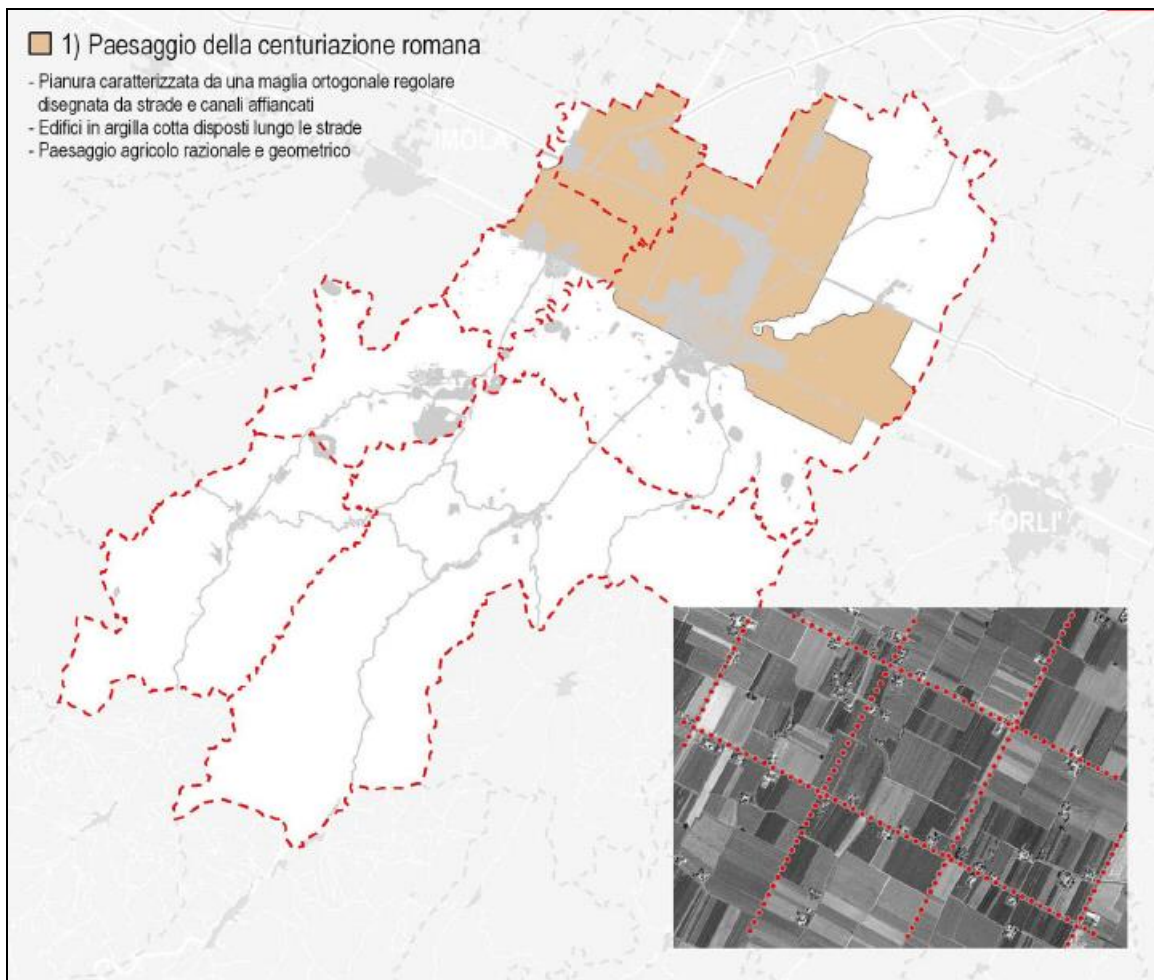 1) Paesaggio della centuriazione romana
- Pianura caratterizzata da una maglia ortogonale regolare
disegnata da strade e canali affiancati
- Edifici in argilla cotta disposti lungo le strade
- Paesaggio agricolo razionale e geometrico
IMOLA
FORLI'